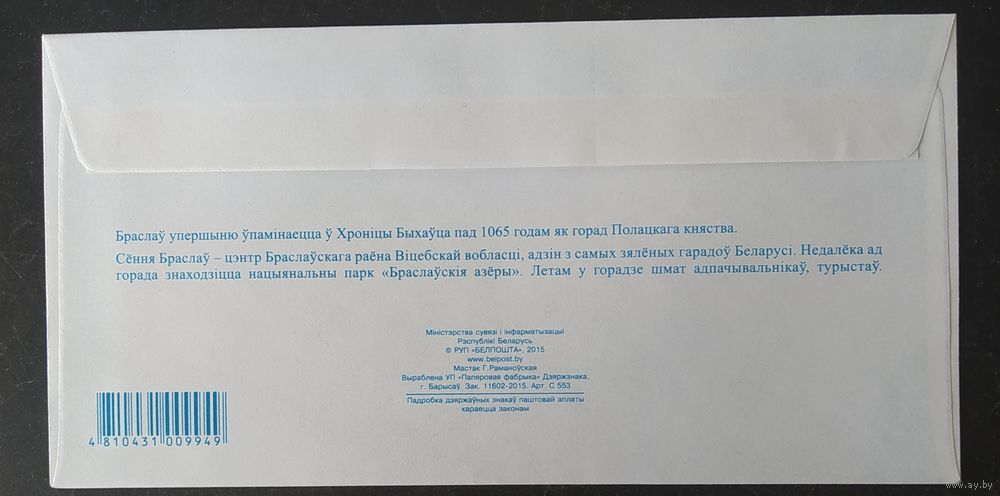 Браслаў упершыню ўпамінаецца ў Хроніцы Быхаўца пад 1065 годам як горад Полацкага княства.
Сёння Браслаў – цэнтр Браслаўскага раёна Віцебскай вобласці, адзін з самых зялёных гарадоў Беларусі. Недалёка ад
горада знаходзіцца нацыянальны парк «Браслаўскія азёры». Летам у горадзе шмат адпачывальнікаў, турыстаў.
Міністэрства сувязі і інфарматызацыі
Рэспублікі Беларусь
© РУП «БЕЛПОШТА», 2015
www.belpost.by
Мастак Г.Раманоўская
Выраблена УП «Папяровая фабрыка» Дзяржзнака,
г. Барысаў. Зак. 11602-2015. Арт. С 553
Падробка дзяржаўных знакаў паштовай аплаты
караецца законам
4 810431 009949
www.ay.by